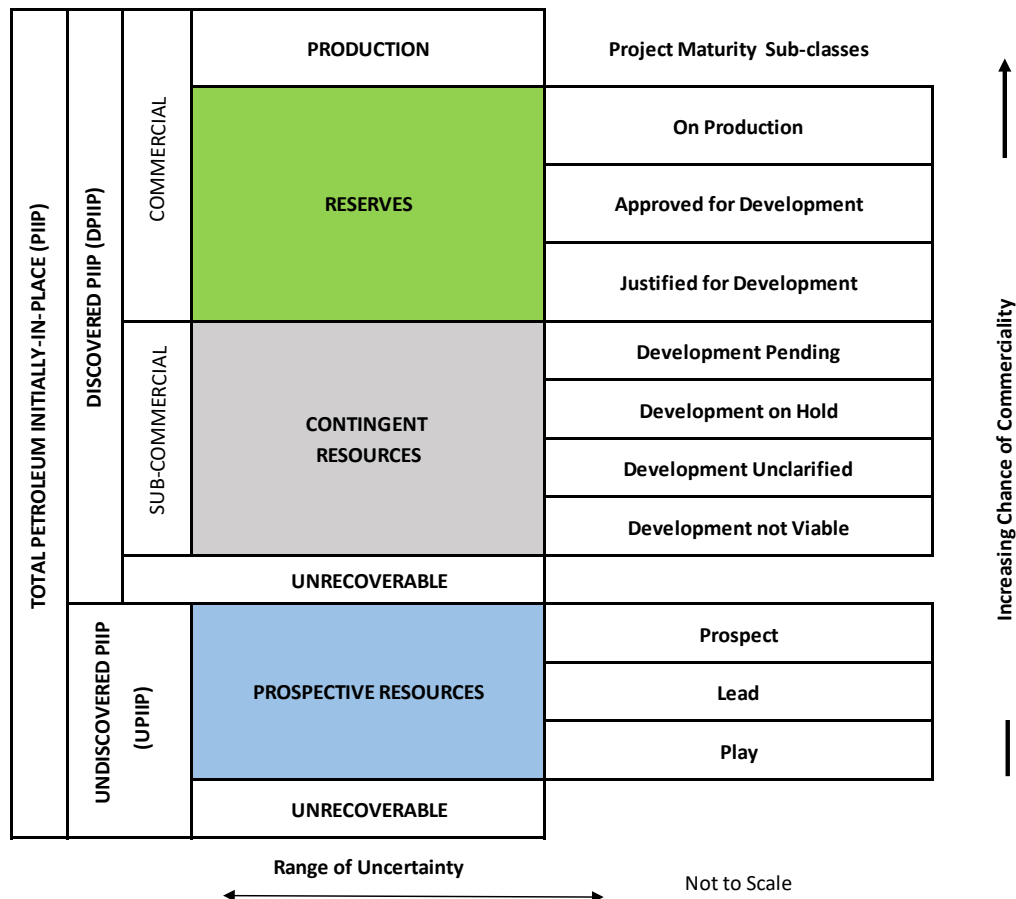 TOTAL PETROLEUM INITIALLY-IN-PLACE (PIIP)
DISCOVERED PIIP (DPIIP)
COMMERCIAL
PRODUCTION
Project Maturity Sub-classes
RESERVES
On Production
Approved for Development
Justified for Development
SUB-COMMERCIAL
CONTINGENT
RESOURCES
Development Pending
Development on Hold
Development Unclarified
Development not Viable
UNRECOVERABLE
UNDISCOVERED PIIP
(UPIIP)
PROSPECTIVE RESOURCES
Prospect
Lead
Play
UNRECOVERABLE
Increasing Chance of Commerciality
Range of Uncertainty
Not to Scale